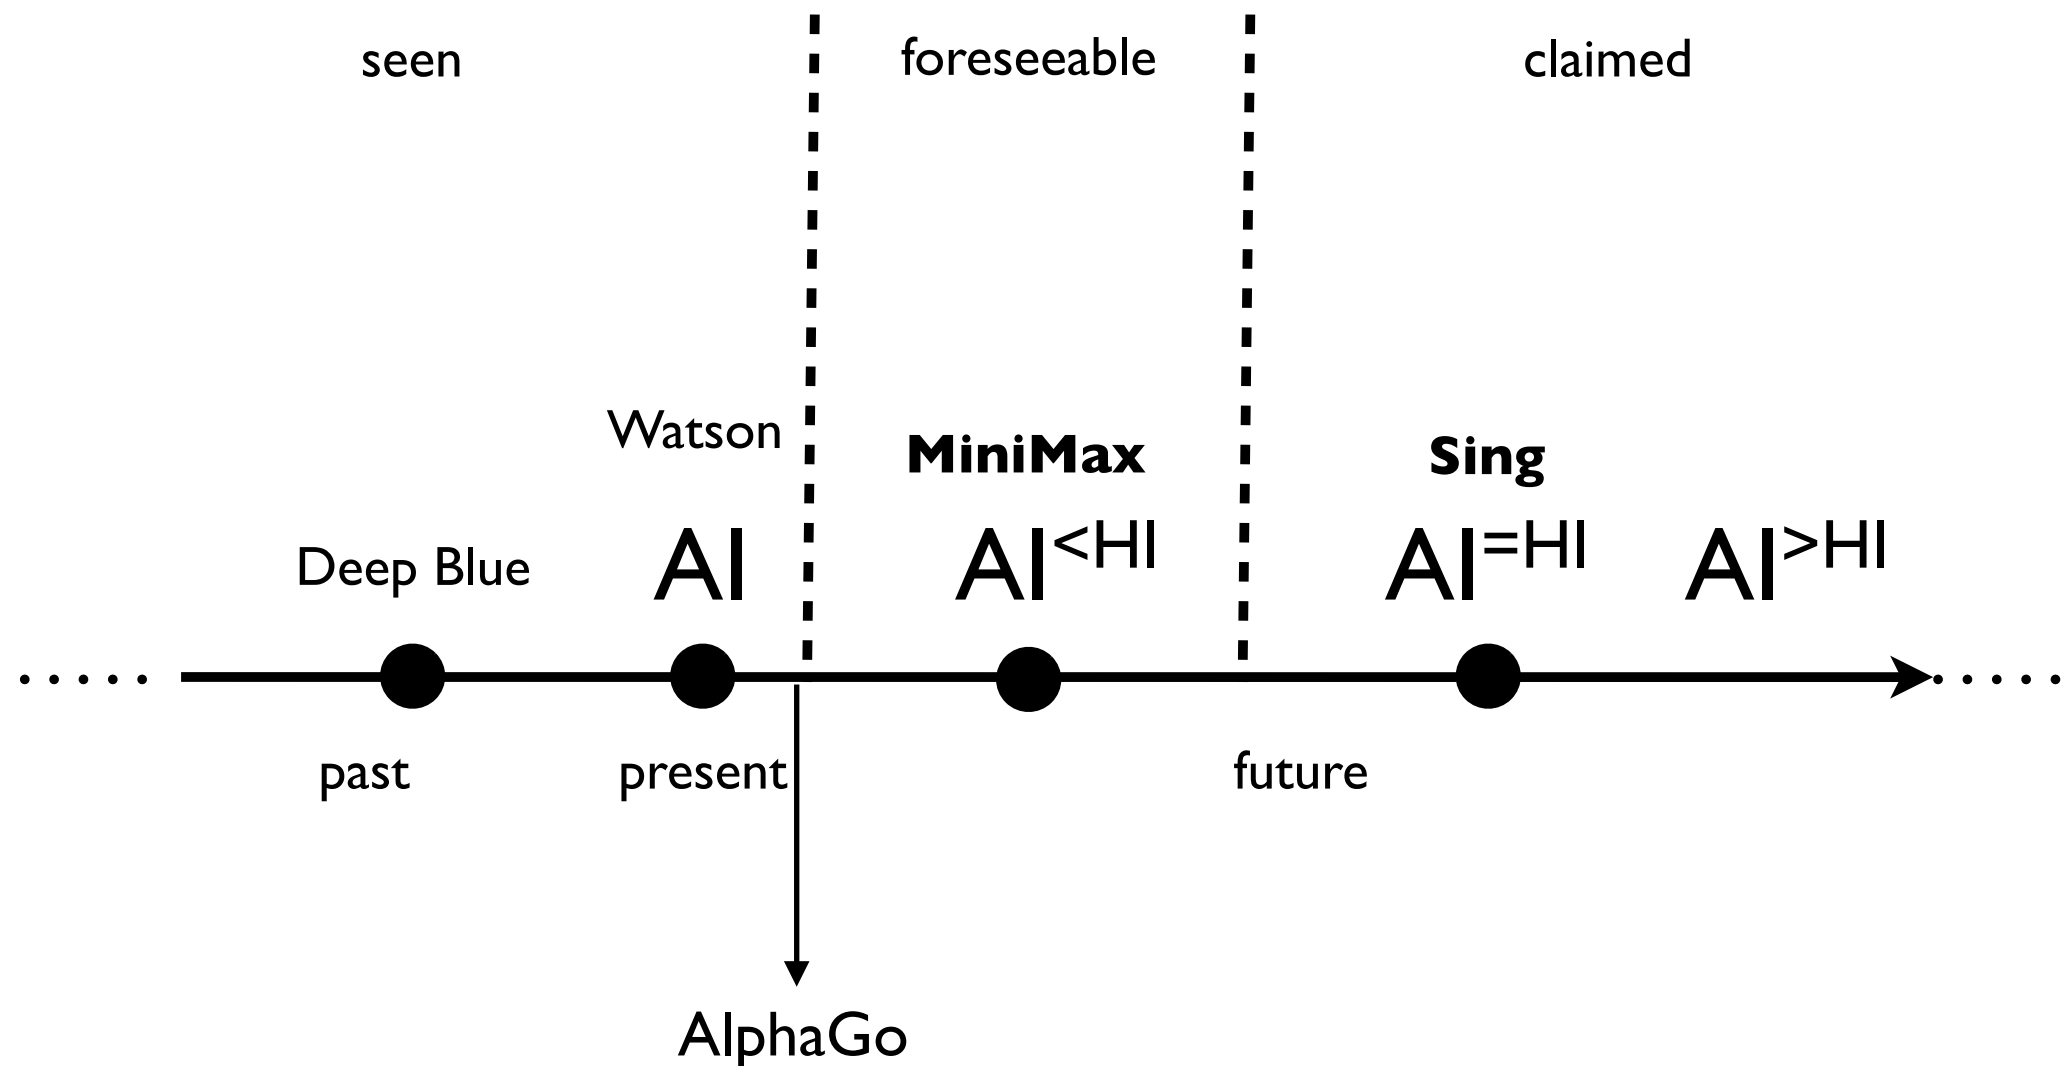 seen foreseeable claimed
Watson
MiniMax Sing
Deep Blue AI AI<HI AI=HI AI>HI
past present future
AlphaGo